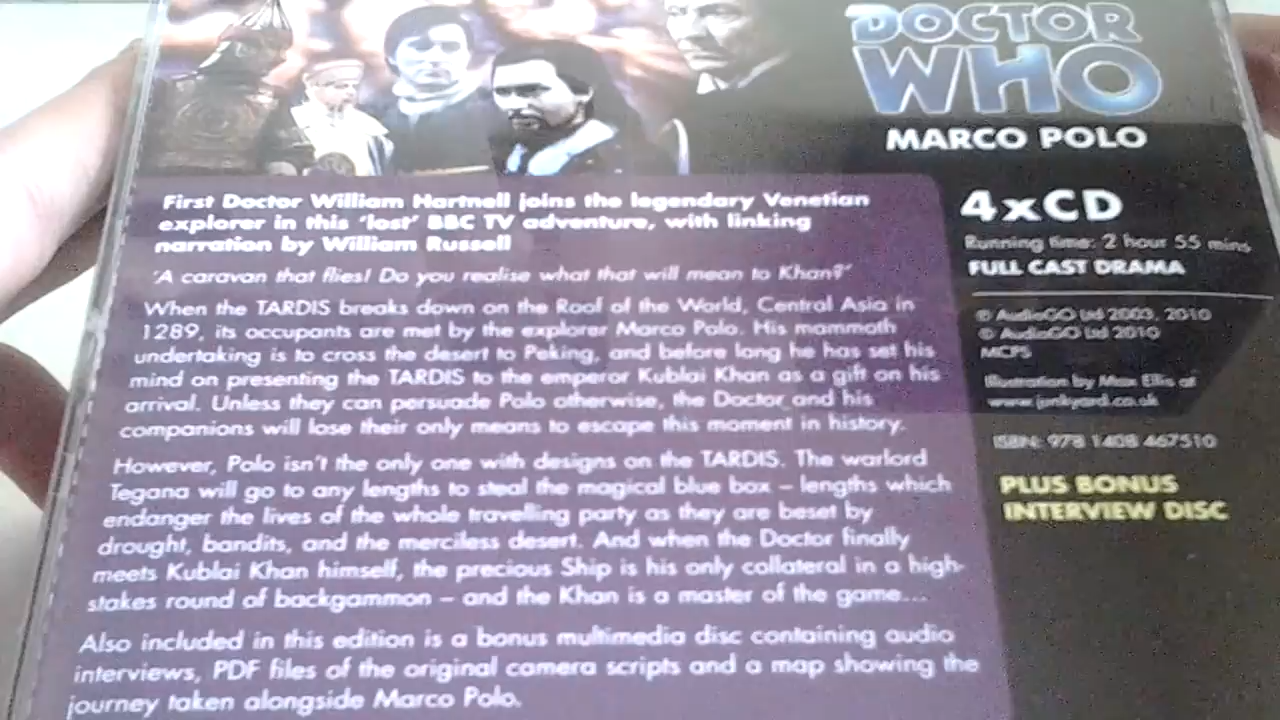 DOCTOR
WHO
MARCO POLO
First Doctor William Hartnell joins the legendary Venetian
explorer in this 'lost' BBC TV adventure, with linking
narration by William Russell
'A caravan that flies! Do you realise what that will mean to Khan?'
When the TARDIS breaks down on the Roof of the World, Central Asia in
1289, its occupants are met by the explorer Marco Polo. His mammoth
undertaking is to cross the desert to Peking, and before long he has set his
mind on presenting the TARDIS to the emperor Kublai Khan as a gift on his
arrival. Unless they can persuade Polo otherwise, the Doctor and his
companions will lose their only means to escape this moment in history.
However, Polo isn't the only one with designs on the TARDIS. The warlord
Tegana will go to any lengths to steal the magical blue box – lengths which
endanger the lives of the whole travelling party as they are beset by
drought, bandits, and the merciless desert. And when the Doctor finally
meets Kublai Khan himself, the precious Ship is his only collateral in a high-
stakes round of backgammon – and the Khan is a master of the game...
Also included in this edition is a bonus multimedia disc containing audio
interviews, PDF files of the original camera scripts and a map showing the
journey taken alongside Marco Polo.
4xCD
Running time: 2 hour 55 mins
FULL CAST DRAMA
℗ AudioGO Ltd 2003, 2010
© AudioGO Ltd 2010
MCPS
Illustration by Max Ellis at
www.junkyard.co.uk
ISBN: 978 1408 467510
PLUS BONUS
INTERVIEW DISC